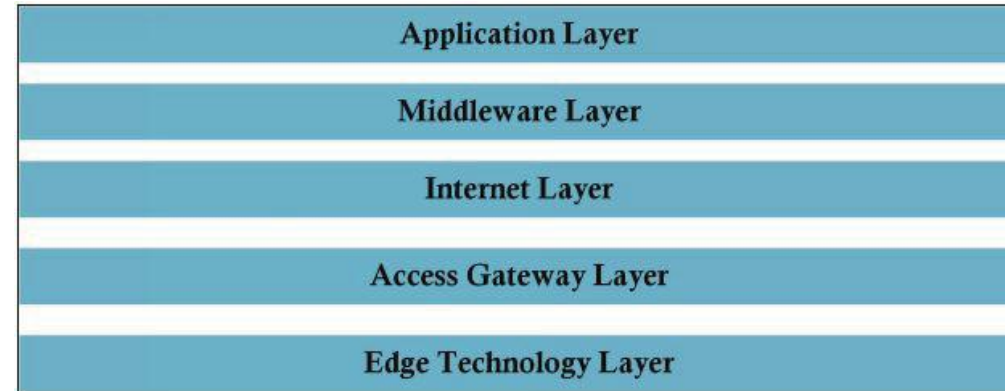 Application Layer
Middleware Layer
Internet Layer
Access Gateway Layer
Edge Technology Layer